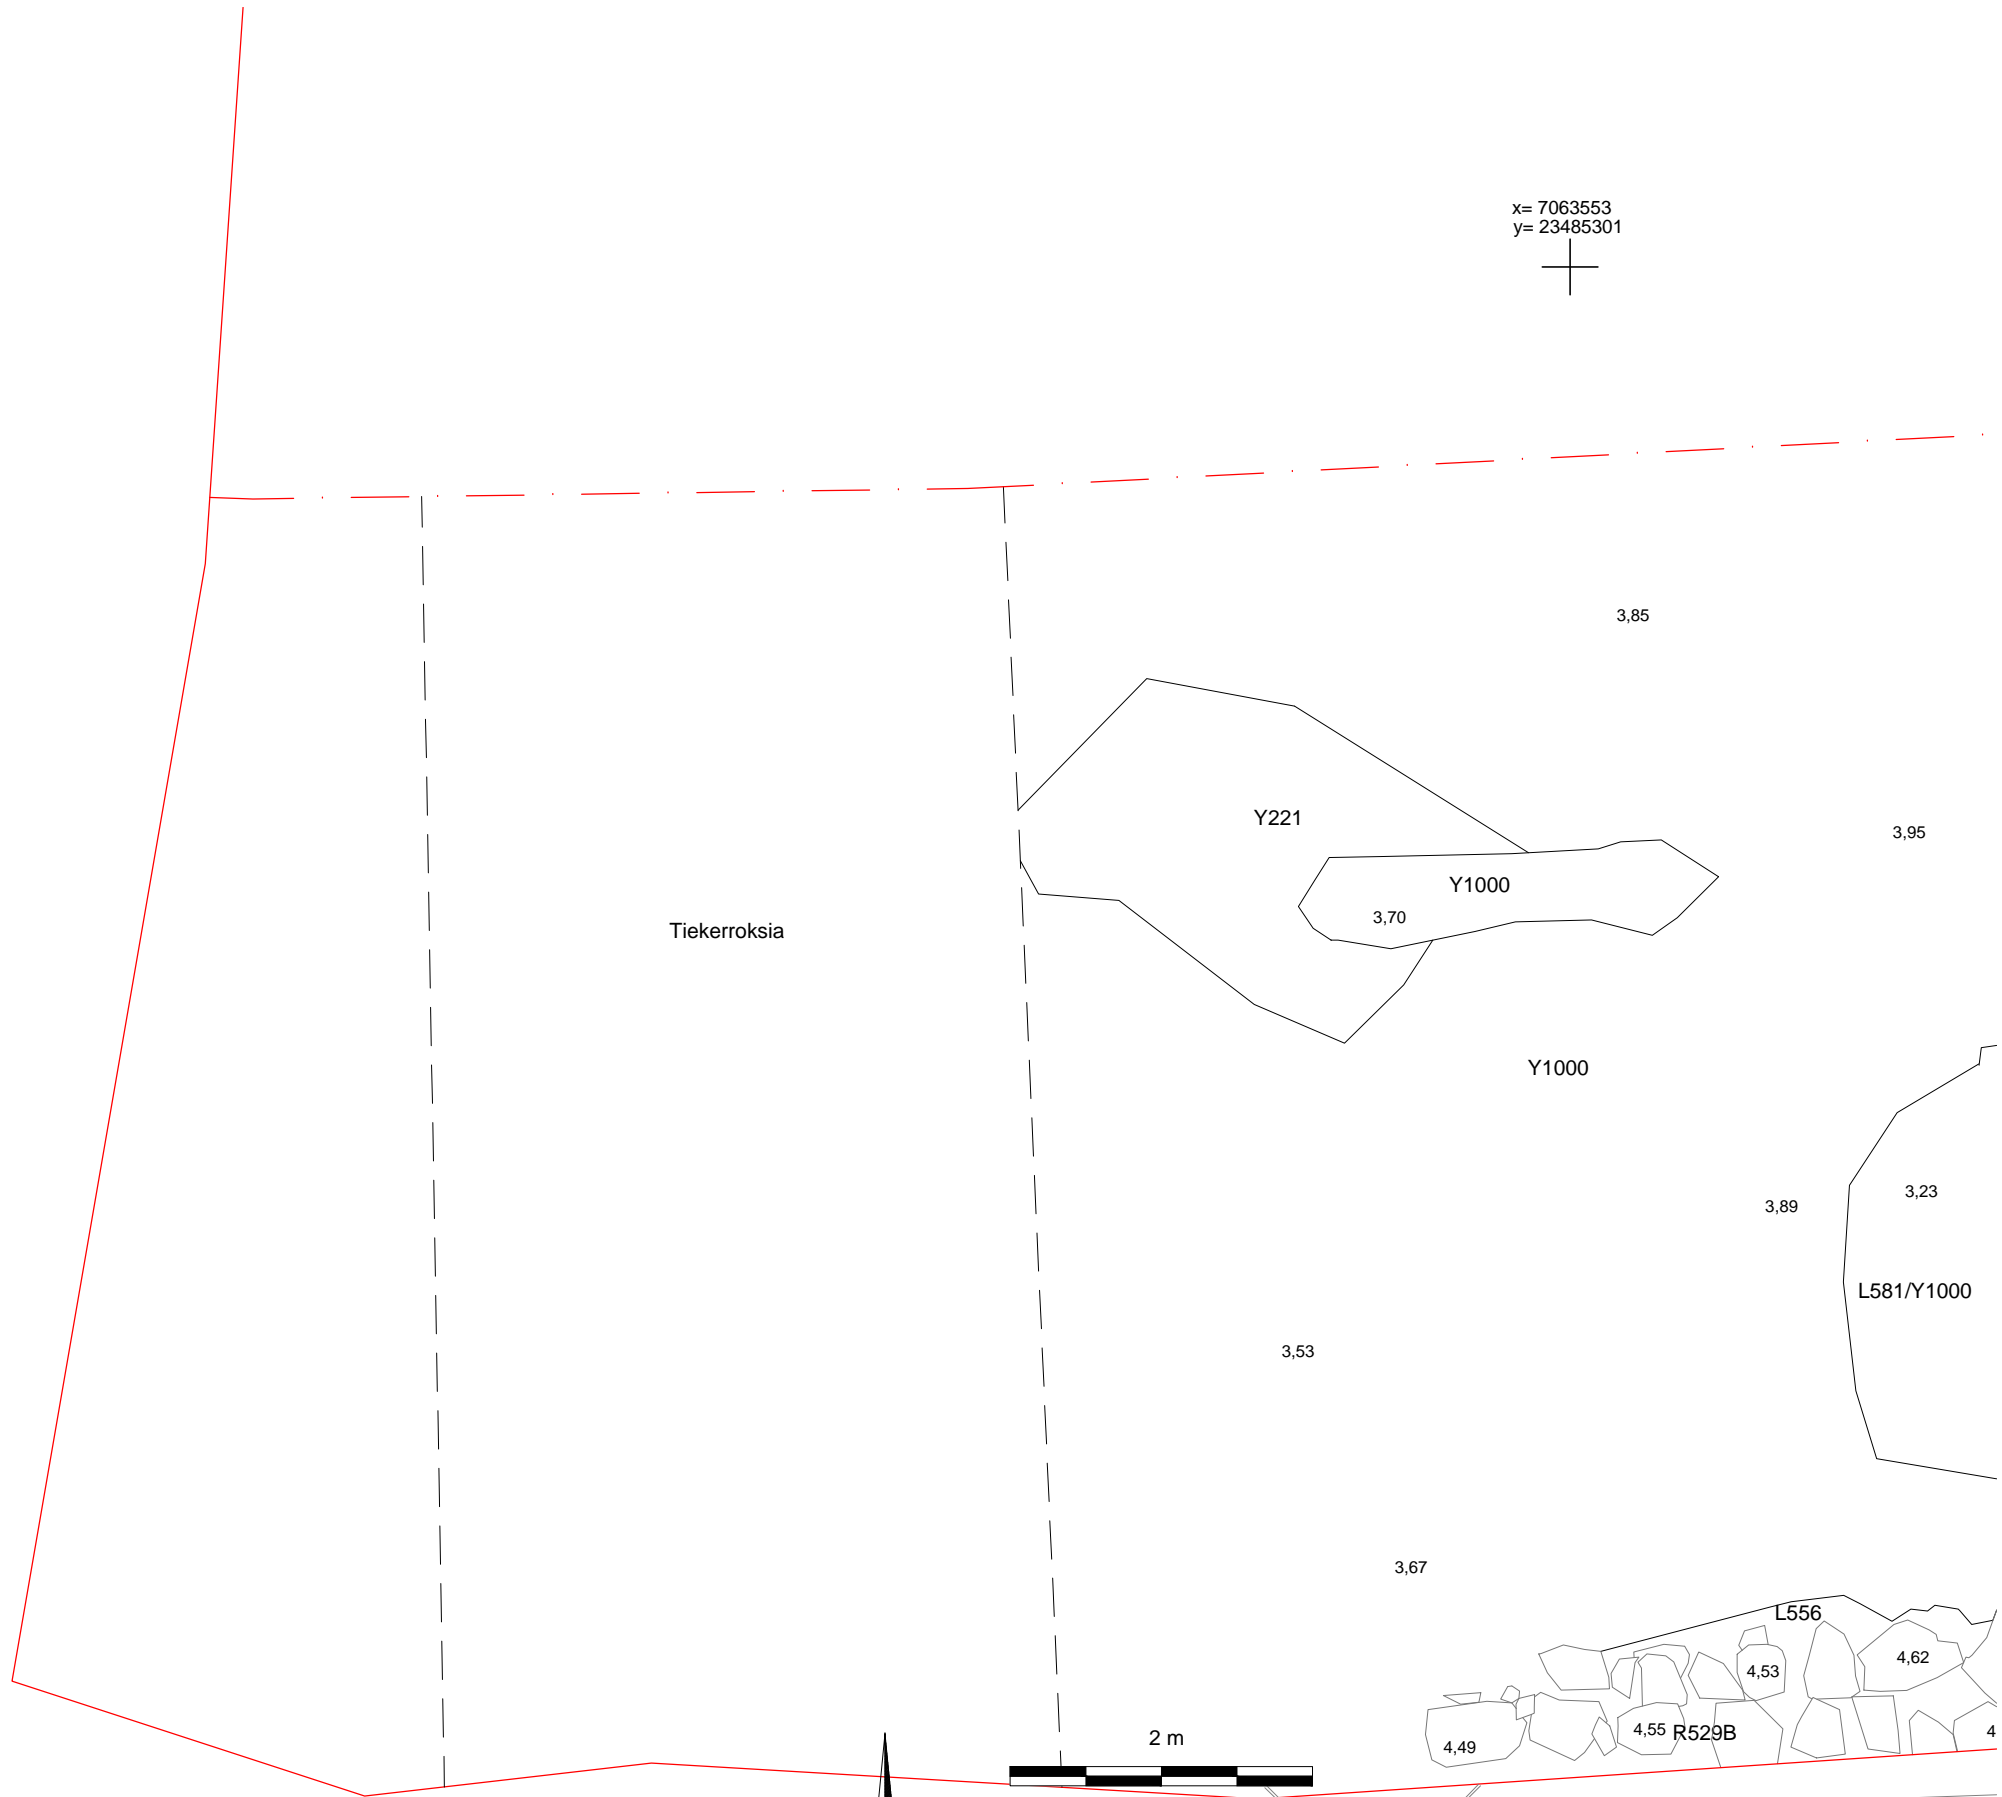 x= 7063553
y= 23485301
3,85
Y221
3,95
Y1000
3,70
Tiekerroksia
Y1000
3,23
3,89
L581/Y1000
3,53
3,67
L556
4,62
4,53
4,55
R529B
4
4,49
2 m